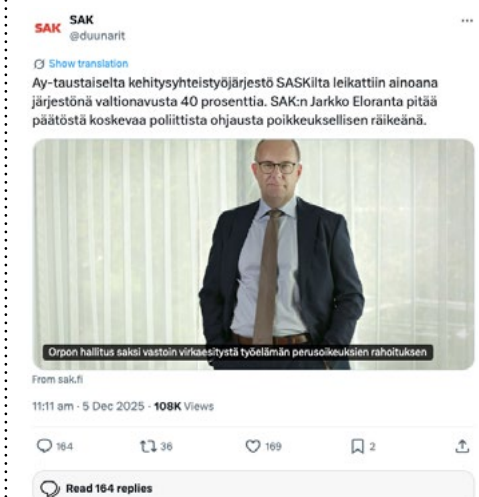 SAK
SAK
@duunarit
Show translation
Ay-taustaiselta kehitysyhteistyöjärjestö SASKilta leikattiin ainoana
järjestönä valtionavusta 40 prosenttia. SAK:n Jarkko Eloranta pitää
päätöstä koskevaa poliittista ohjausta poikkeuksellisen räikeänä.
Orpon hallitus saksi vastoin virkaesitystä työelämän perusoikeuksien rahoituksen
From sak.fi
11:11 am · 5 Dec 2025 · 108K Views
164 36 169 2
Read 164 replies